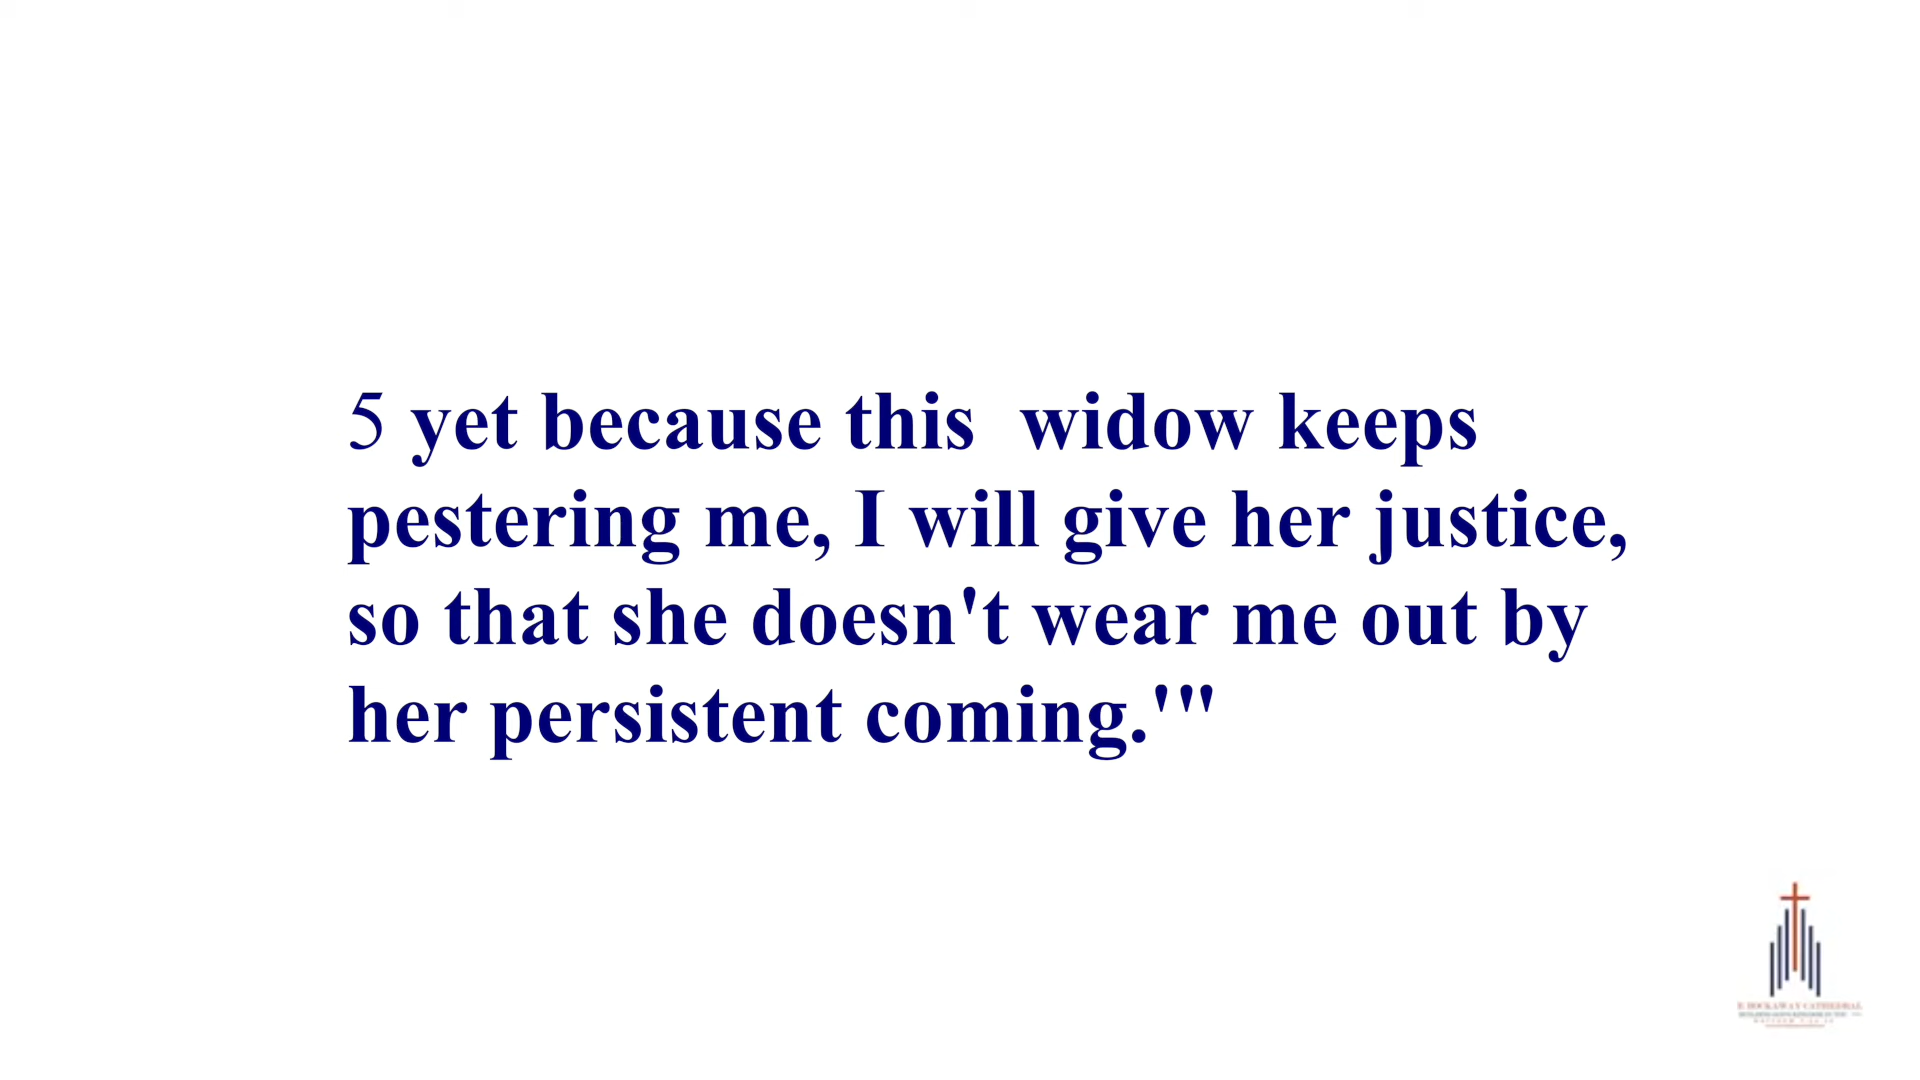 5 yet because this  widow keeps
pestering me, I will give her justice,
so that she doesn't wear me out by
her persistent coming.'"
CATHEDRAL